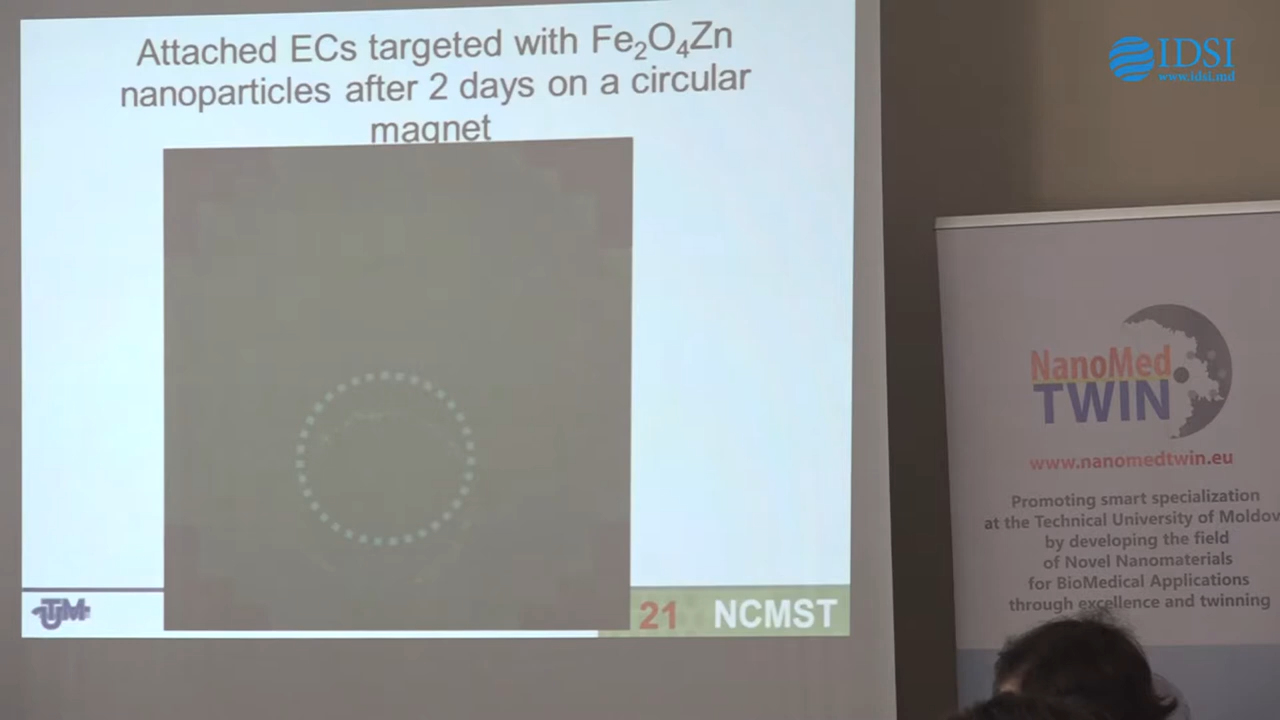 Attached ECs targeted with Fe₂O₄Zn
nanoparticles after 2 days on a circular
magnet
UTM
21 NCMST
IDSI
www.idsi.md
NanoMed
TWIN
www.nanomedtwin.eu
Promoting smart specialization
at the Technical University of Moldov
by developing the field
of Novel Nanomaterials
for BioMedical Applications
through excellence and twinning